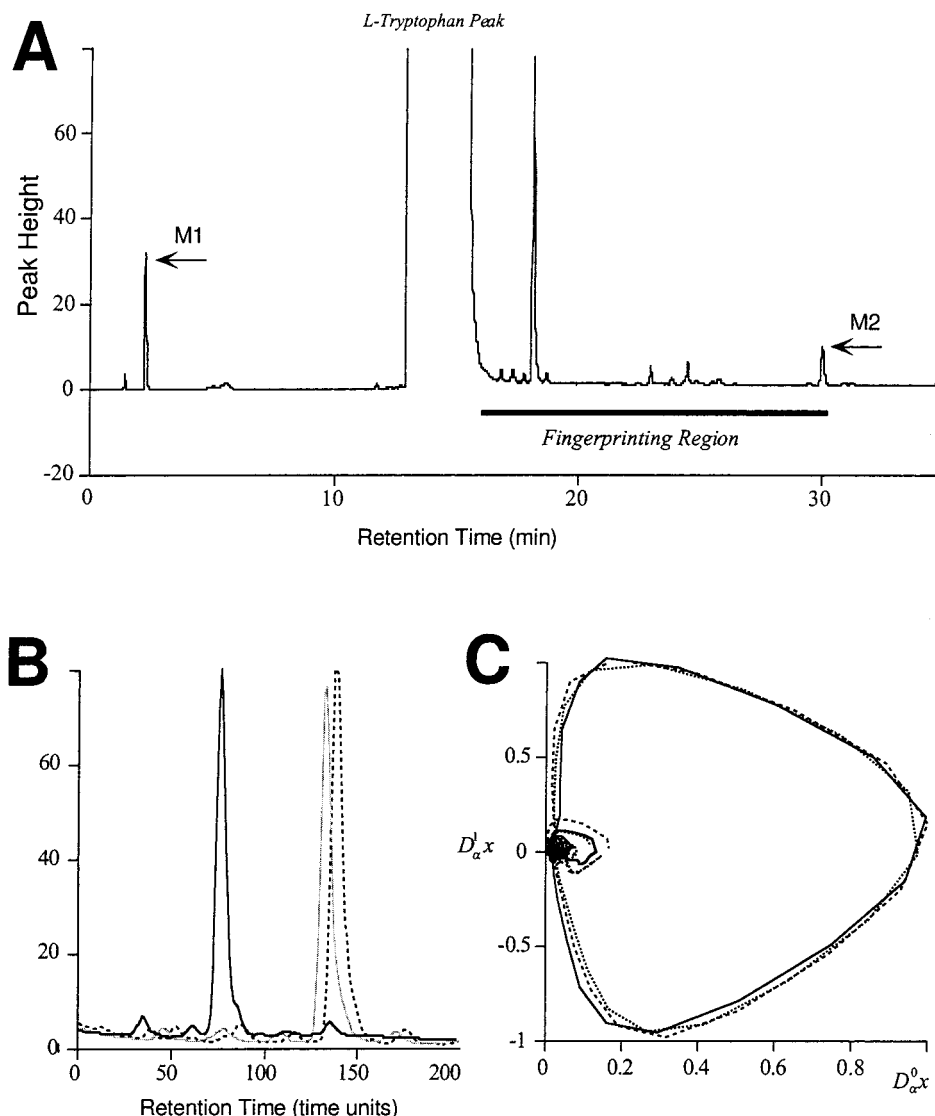 L-Tryptophan Peak
A
60
40
20
0
-20
Peak Height
M1
M2
Fingerprinting Region
0
10
20
30
Retention Time (min)
B
60
40
20
0
0
50
100
150
200
Retention Time (time units)
C
0.5
0
-0.5
-1
D¹αx
0
0.2
0.4
0.6
0.8
D⁰αx